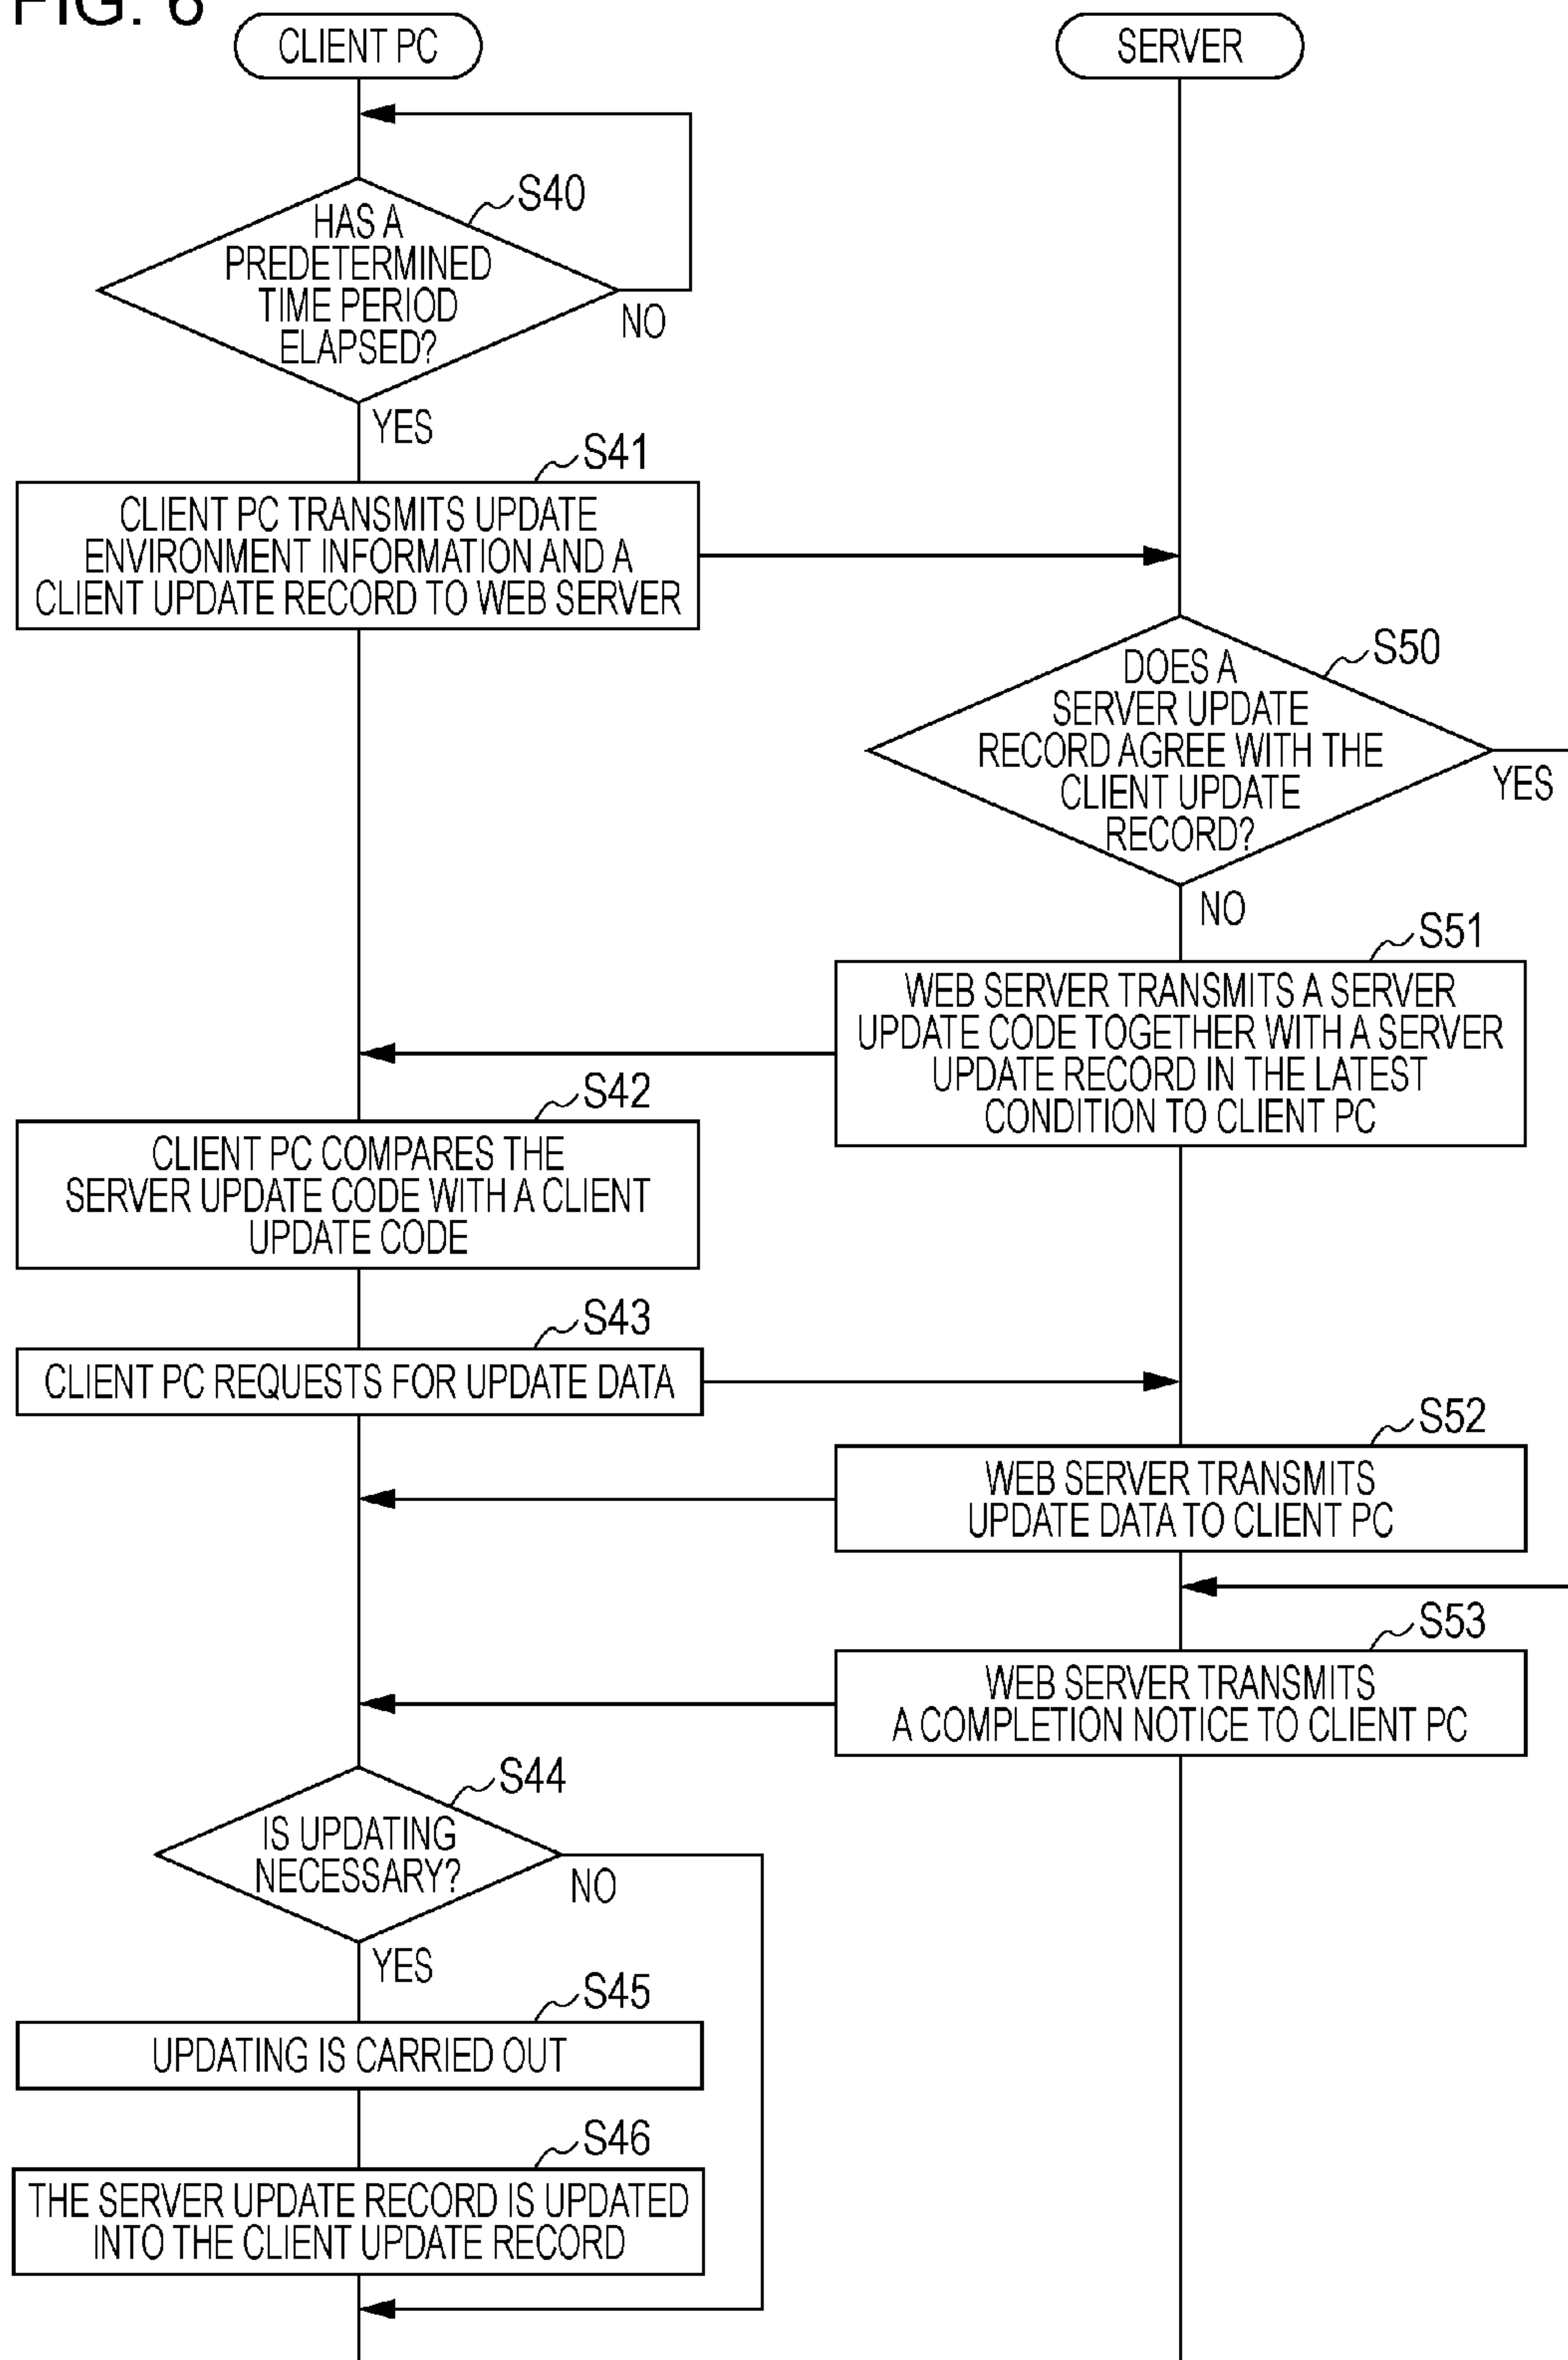 FIG. 6
CLIENT PC
SERVER
S40
HAS A
PREDETERMINED
TIME PERIOD
ELAPSED?
NO
YES
S41
CLIENT PC TRANSMITS UPDATE
ENVIRONMENT INFORMATION AND A
CLIENT UPDATE RECORD TO WEB SERVER
S50
DOES A
SERVER UPDATE
RECORD AGREE WITH THE
CLIENT UPDATE
RECORD?
YES
NO
S51
WEB SERVER TRANSMITS A SERVER
UPDATE CODE TOGETHER WITH A SERVER
UPDATE RECORD IN THE LATEST
CONDITION TO CLIENT PC
S42
CLIENT PC COMPARES THE
SERVER UPDATE CODE WITH A CLIENT
UPDATE CODE
S43
CLIENT PC REQUESTS FOR UPDATE DATA
S52
WEB SERVER TRANSMITS
UPDATE DATA TO CLIENT PC
S53
WEB SERVER TRANSMITS
A COMPLETION NOTICE TO CLIENT PC
S44
IS UPDATING
NECESSARY?
NO
YES
S45
UPDATING IS CARRIED OUT
S46
THE SERVER UPDATE RECORD IS UPDATED
INTO THE CLIENT UPDATE RECORD